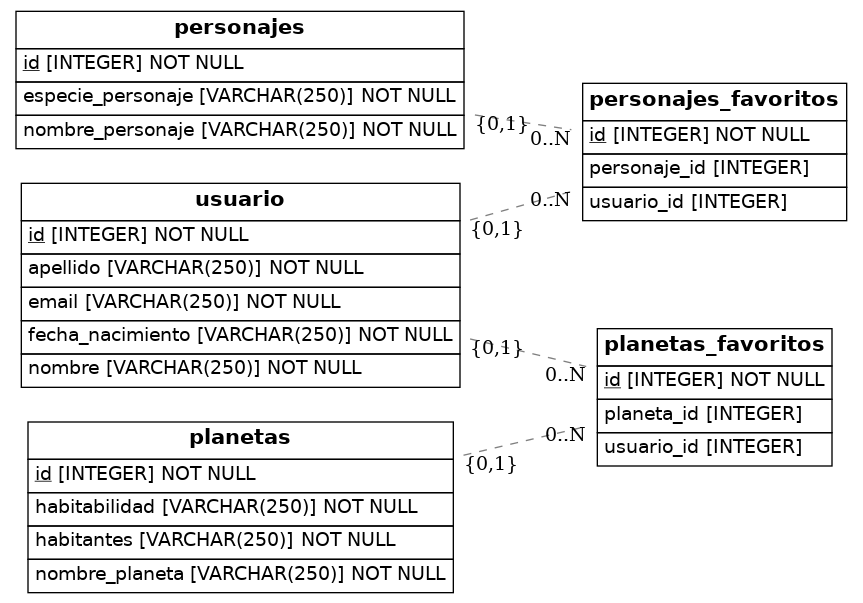 personajes
id [INTEGER] NOT NULL
especie_personaje [VARCHAR(250)] NOT NULL
nombre_personaje [VARCHAR(250)] NOT NULL
{0,1}
0..N
personajes_favoritos
id [INTEGER] NOT NULL
personaje_id [INTEGER]
usuario_id [INTEGER]
usuario
id [INTEGER] NOT NULL
apellido [VARCHAR(250)] NOT NULL
email [VARCHAR(250)] NOT NULL
fecha_nacimiento [VARCHAR(250)] NOT NULL
nombre [VARCHAR(250)] NOT NULL
0..N
{0,1}
{0,1}
0..N
planetas_favoritos
id [INTEGER] NOT NULL
planeta_id [INTEGER]
usuario_id [INTEGER]
planetas
id [INTEGER] NOT NULL
habitabilidad [VARCHAR(250)] NOT NULL
habitantes [VARCHAR(250)] NOT NULL
nombre_planeta [VARCHAR(250)] NOT NULL
0..N
{0,1}